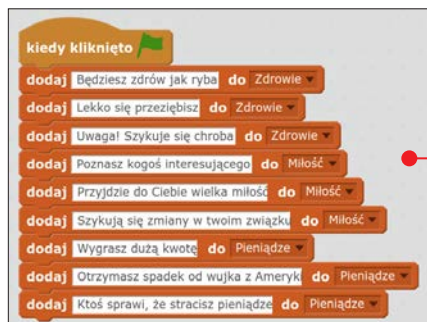 kiedy kliknięto
dodaj Będziesz zdrów jak ryba do Zdrowie
dodaj Lekko się przeziębisz do Zdrowie
dodaj Uwaga! Szykuje się chroba do Zdrowie
dodaj Poznasz kogoś interesującego do Miłość
dodaj Przyjdzie do Ciebie wielka miłość do Miłość
dodaj Szykują się zmiany w twoim związku do Miłość
dodaj Wygrasz dużą kwotę do Pieniądze
dodaj Otrzymasz spadek od wujka z Ameryki do Pieniądze
dodaj Ktoś sprawi, że stracisz pieniądze do Pieniądze